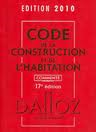 EDITION 2010
CODE
DE LA
CONSTRUCTION
ET DE
L'HABITATION
COMMENTÉ
17e édition
DALLOZ